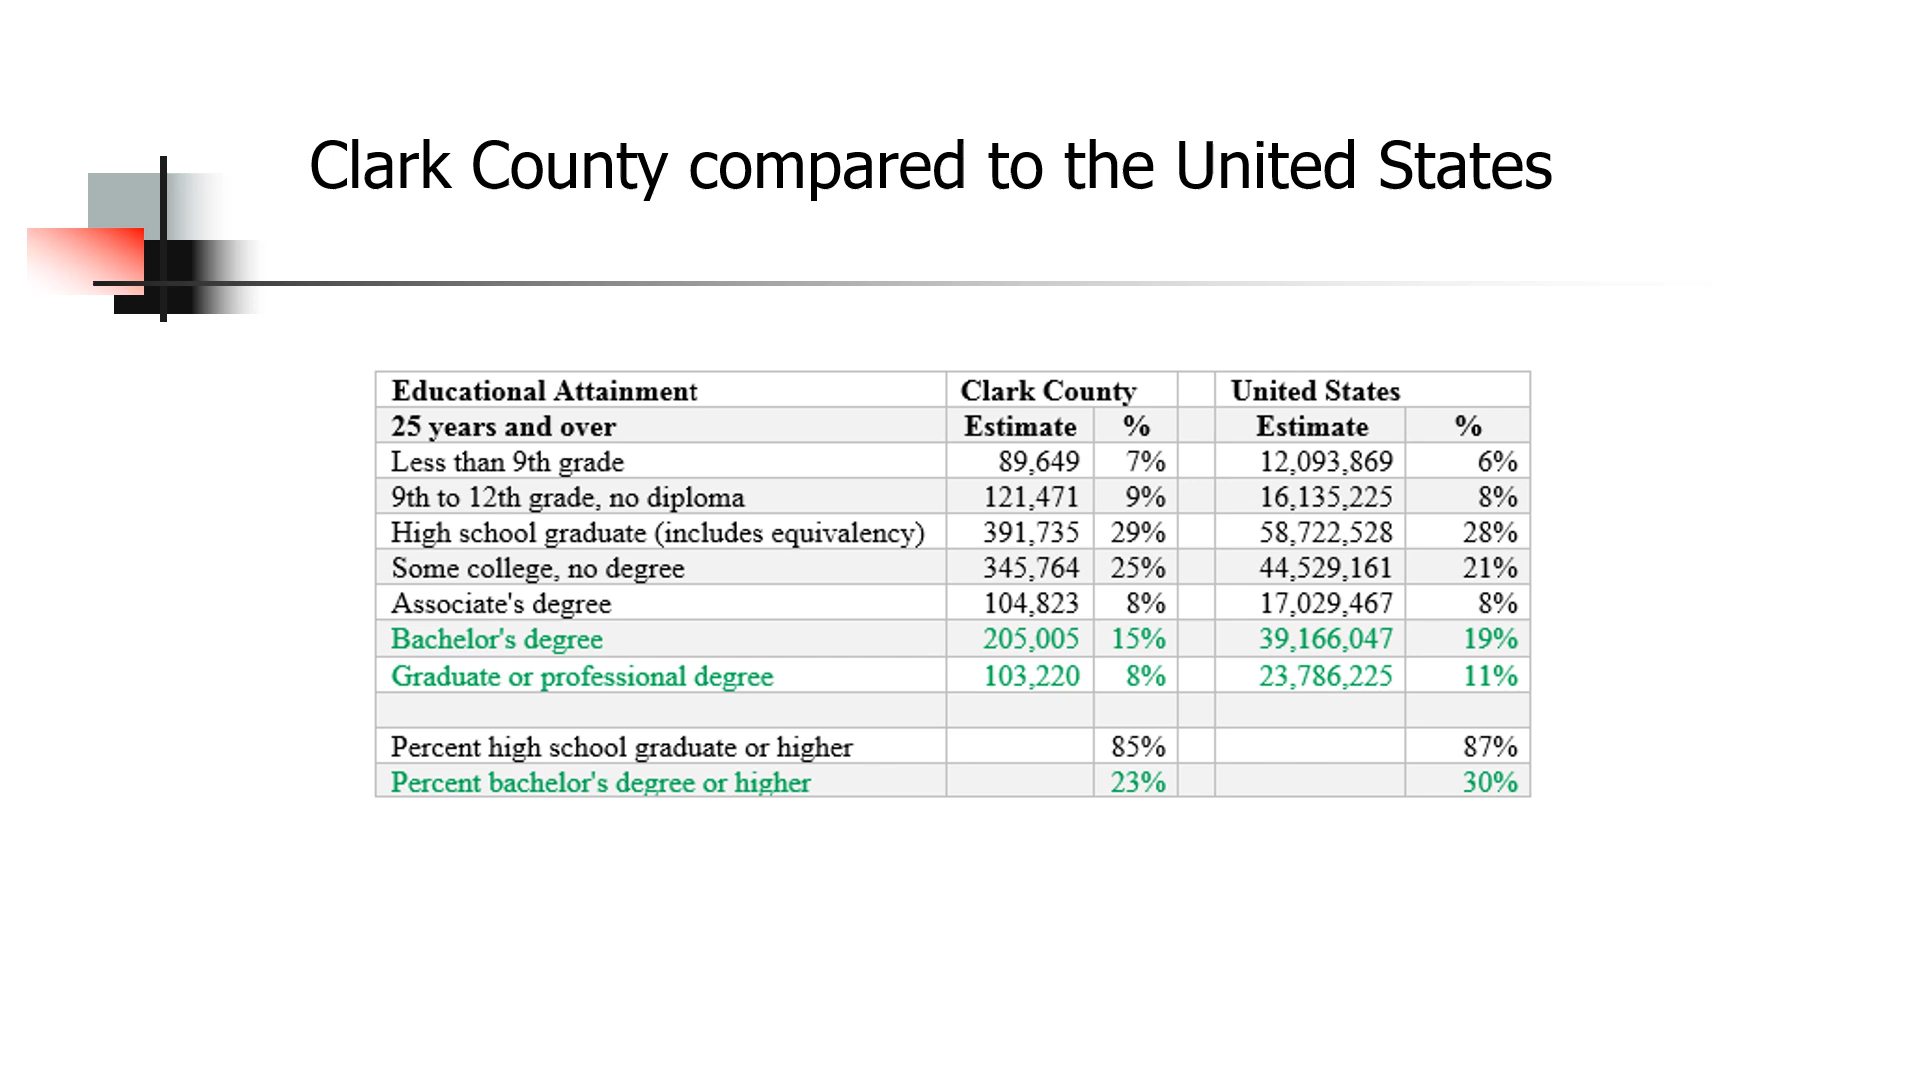 Clark County compared to the United States
Educational Attainment Clark County United States
25 years and over Estimate % Estimate %
Less than 9th grade 89,649 7% 12,093,869 6%
9th to 12th grade, no diploma 121,471 9% 16,135,225 8%
High school graduate (includes equivalency) 391,735 29% 58,722,528 28%
Some college, no degree 345,764 25% 44,529,161 21%
Associate's degree 104,823 8% 17,029,467 8%
Bachelor's degree 205,005 15% 39,166,047 19%
Graduate or professional degree 103,220 8% 23,786,225 11%
Percent high school graduate or higher 85% 87%
Percent bachelor's degree or higher 23% 30%